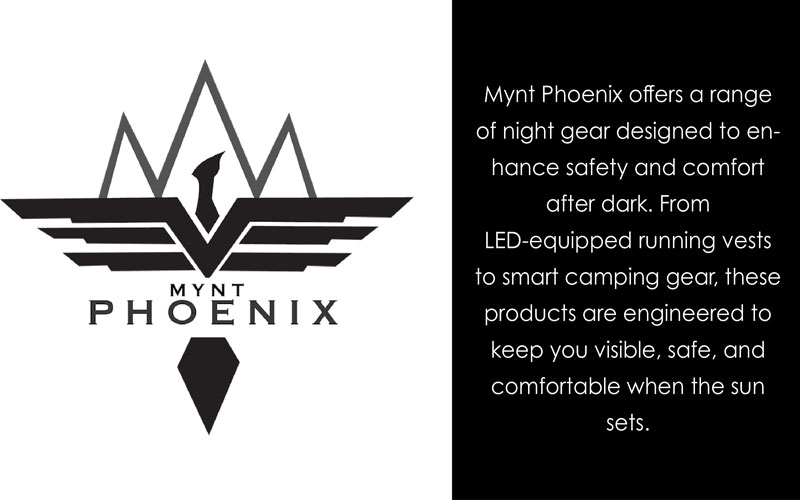 MYNT
PHOENIX
Mynt Phoenix offers a range
of night gear designed to en-
hance safety and comfort
after dark. From
LED-equipped running vests
to smart camping gear, these
products are engineered to
keep you visible, safe, and
comfortable when the sun
sets.